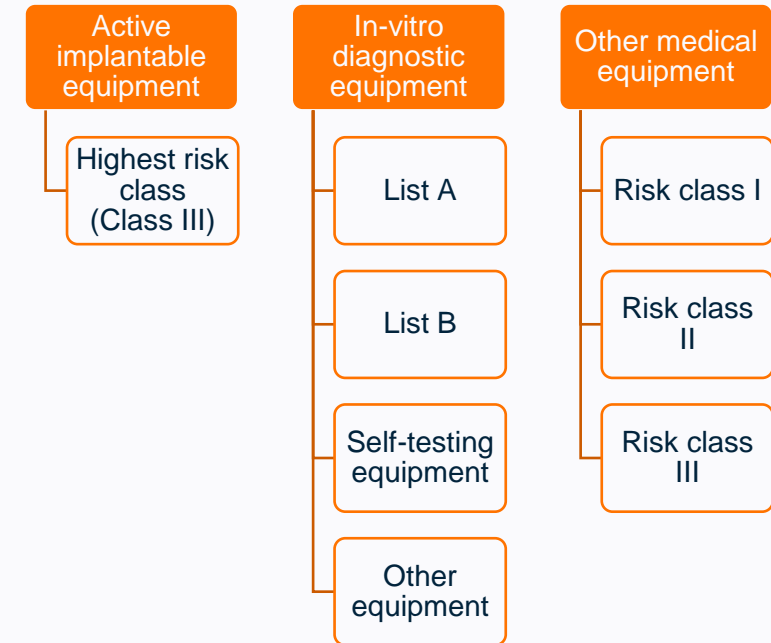 Active
implantable
equipment
Highest risk
class
(Class III)
In-vitro
diagnostic
equipment
List A
List B
Self-testing
equipment
Other
equipment
Other medical
equipment
Risk class I
Risk class
II
Risk class
III